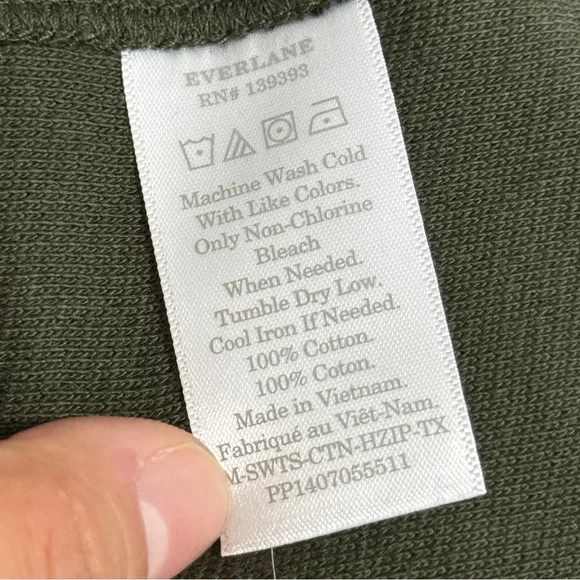 EVERLANE
RN# 139393
Machine Wash Cold
With Like Colors.
Only Non-Chlorine
Bleach
When Needed.
Tumble Dry Low.
Cool Iron If Needed.
100% Cotton.
100% Coton.
Made in Vietnam.
Fabriqué au Viêt-Nam.
M-SWTS-CTN-HZIP-TX
PP1407055511